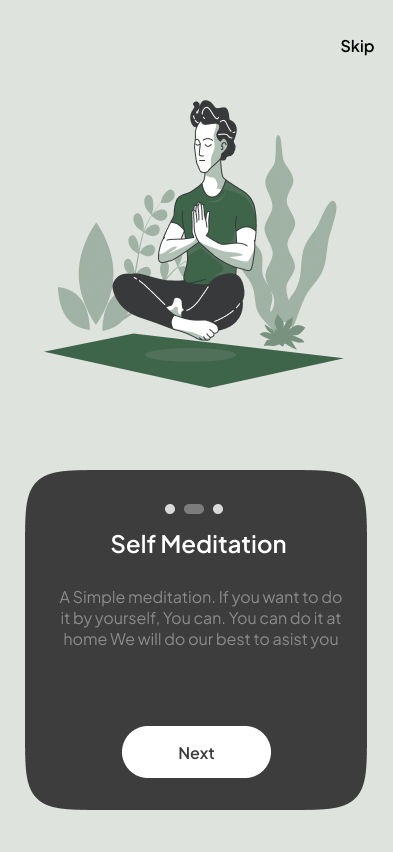 Skip
Self Meditation
A Simple meditation. If you want to do
it by yourself, You can. You can do it at
home We will do our best to asist you
Next